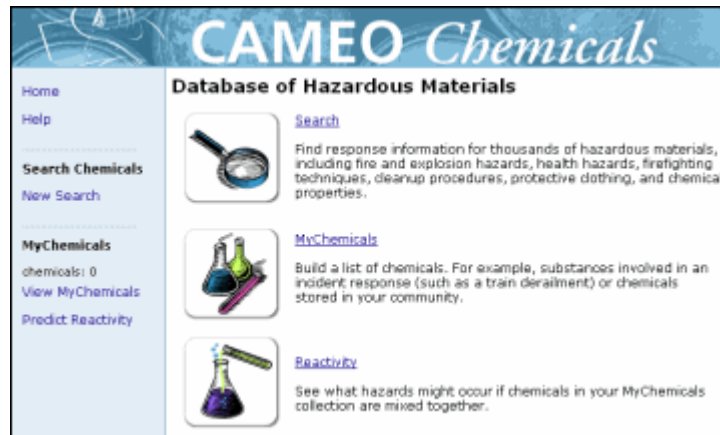 CAMEO Chemicals
Home
Help
Search Chemicals
New Search
MyChemicals
chemicals: 0
View MyChemicals
Predict Reactivity
Database of Hazardous Materials
Search
Find response information for thousands of hazardous materials,
including fire and explosion hazards, health hazards, firefighting
techniques, cleanup procedures, protective clothing, and chemica
properties.
MyChemicals
Build a list of chemicals. For example, substances involved in an
incident response (such as a train derailment) or chemicals
stored in your community.
Reactivity
See what hazards might occur if chemicals in your MyChemicals
collection are mixed together.